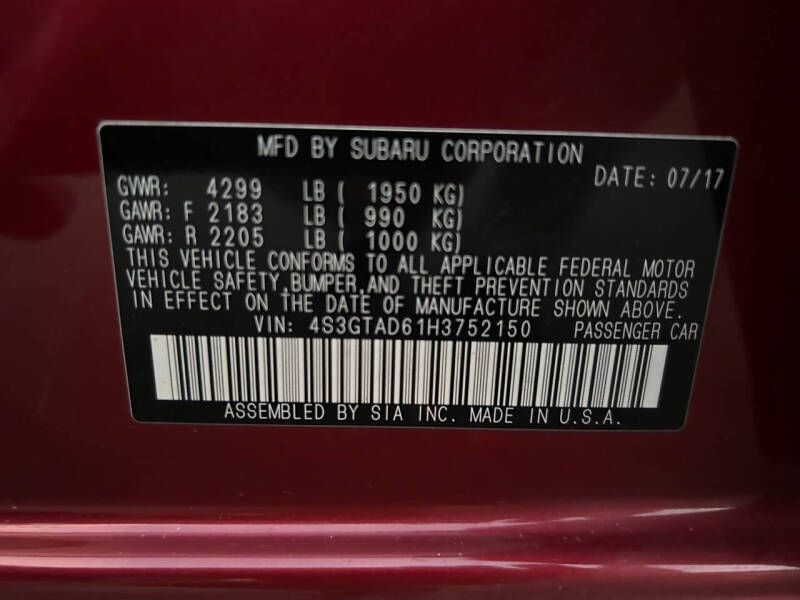 MFD BY SUBARU CORPORATION
DATE: 07/17
GVWR: 4299 LB ( 1950 KG)
GAWR: F 2183 LB ( 990 KG)
GAWR: R 2205 LB ( 1000 KG)
THIS VEHICLE CONFORMS TO ALL APPLICABLE FEDERAL MOTOR
VEHICLE SAFETY,BUMPER,AND THEFT PREVENTION STANDARDS
IN EFFECT ON THE DATE OF MANUFACTURE SHOWN ABOVE.
VIN: 4S3GTAD61H3752150 PASSENGER CAR
ASSEMBLED BY SIA INC. MADE IN U.S.A.